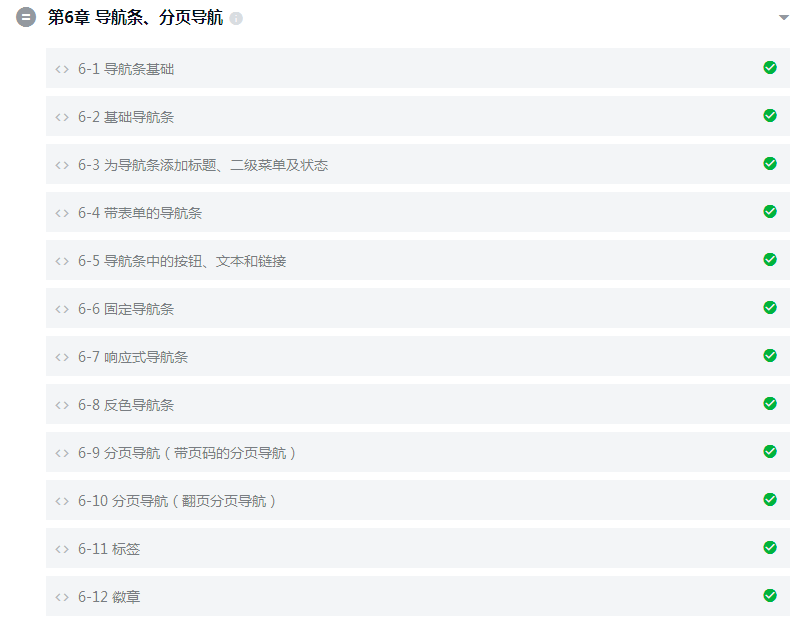 第6章 导航条、分页导航
6-1 导航条基础
6-2 基础导航条
6-3 为导航条添加标题、二级菜单及状态
6-4 带表单的导航条
6-5 导航条中的按钮、文本和链接
6-6 固定导航条
6-7 响应式导航条
6-8 反色导航条
6-9 分页导航（带页码的分页导航）
6-10 分页导航（翻页分页导航）
6-11 标签
6-12 徽章